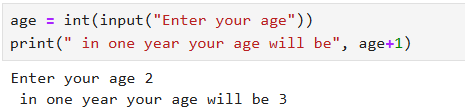 age = int(input("Enter your age"))
print(" in one year your age will be", age+1)
Enter your age 2
 in one year your age will be 3